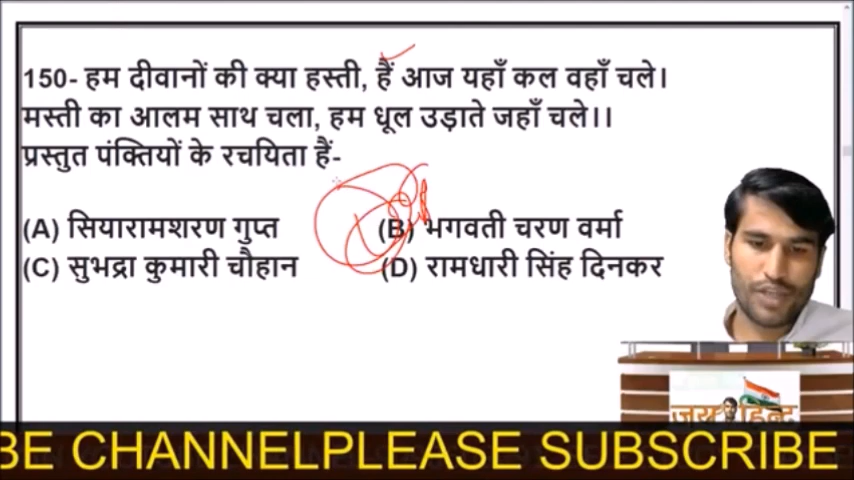 150- हम दीवानों की क्या हस्ती, हैं आज यहाँ कल वहाँ चले।
मस्ती का आलम साथ चला, हम धूल उड़ाते जहाँ चले।।
प्रस्तुत पंक्तियों के रचयिता हैं-
(A) सियारामशरण गुप्त (B) भगवती चरण वर्मा
(C) सुभद्रा कुमारी चौहान (D) रामधारी सिंह दिनकर
जय हिन्द
BE CHANNELPLEASE SUBSCRIBE